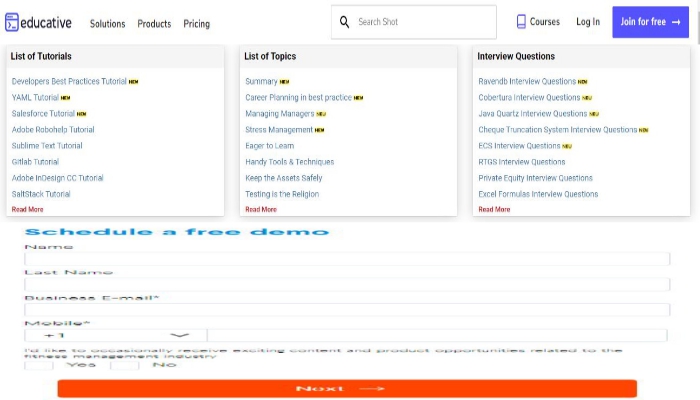 educative Solutions Products Pricing Search Shot Courses Log In Join for free →
List of Tutorials
Developers Best Practices Tutorial NEW
YAML Tutorial NEW
Salesforce Tutorial NEW
Adobe Robohelp Tutorial
Sublime Text Tutorial
Gitlab Tutorial
Adobe InDesign CC Tutorial
SaltStack Tutorial
Read More
List of Topics
Summary NEW
Career Planning in best practice NEW
Managing Managers NEW
Stress Management NEW
Eager to Learn
Handy Tools & Techniques
Keep the Assets Safely
Testing is the Religion
Read More
Interview Questions
Ravendb Interview Questions NEW
Cobertura Interview Questions NEW
Java Quartz Interview Questions NEW
Cheque Truncation System Interview Questions NEW
ECS Interview Questions NEW
RTGS Interview Questions
Private Equity Interview Questions
Excel Formulas Interview Questions
Read More
Schedule a free demo
Name
Last Name
Business E-mail*
Mobile*
+1
I'd like to occasionally receive exciting content and product opportunities related to the
fitness management industry
Yes No
Next →